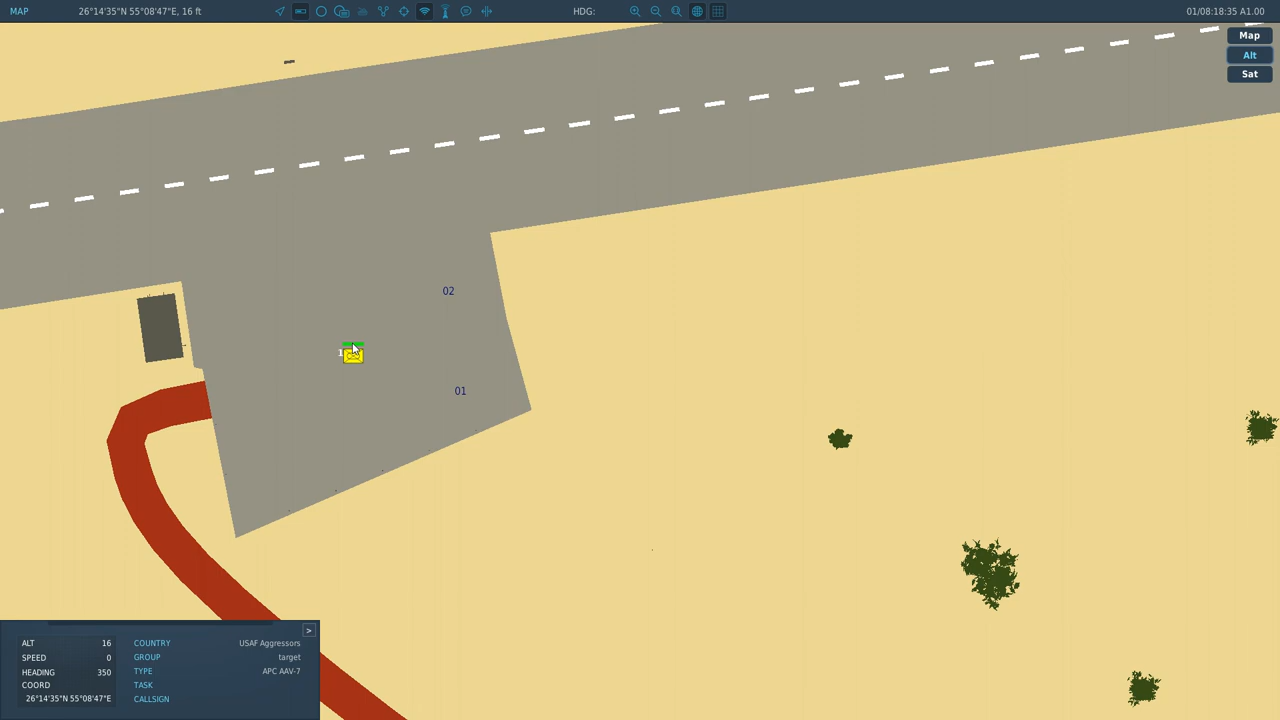 MAP 26°14'35"N 55°08'47"E, 16 ft HDG: 01/08:18:35 A1.00
Map
Alt
Sat
02
1
01
>
ALT 16 COUNTRY USAF Aggressors
SPEED 0 GROUP target
HEADING 350 TYPE APC AAV-7
COORD TASK
26°14'35"N 55°08'47"E CALLSIGN